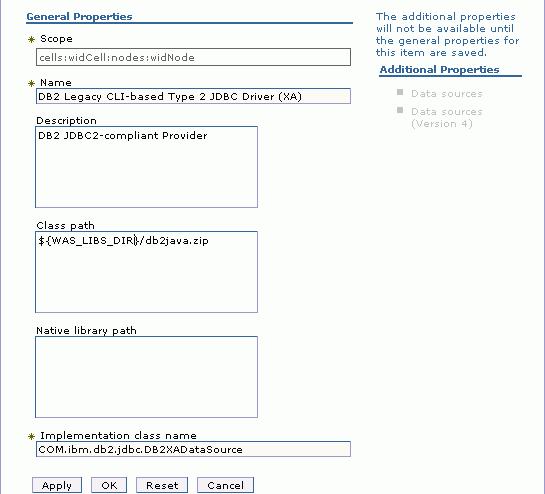 General Properties
Scope
cells:widCell:nodes:widNode
Name
DB2 Legacy CLI-based Type 2 JDBC Driver (XA)
Description
DB2 JDBC2-compliant Provider
Class path
${WAS_LIBS_DIR}/db2java.zip
Native library path
Implementation class name
COM.ibm.db2.jdbc.DB2XADataSource
Apply OK Reset Cancel
The additional properties
will not be available until
the general properties for
this item are saved.
Additional Properties
Data sources
Data sources
(Version 4)